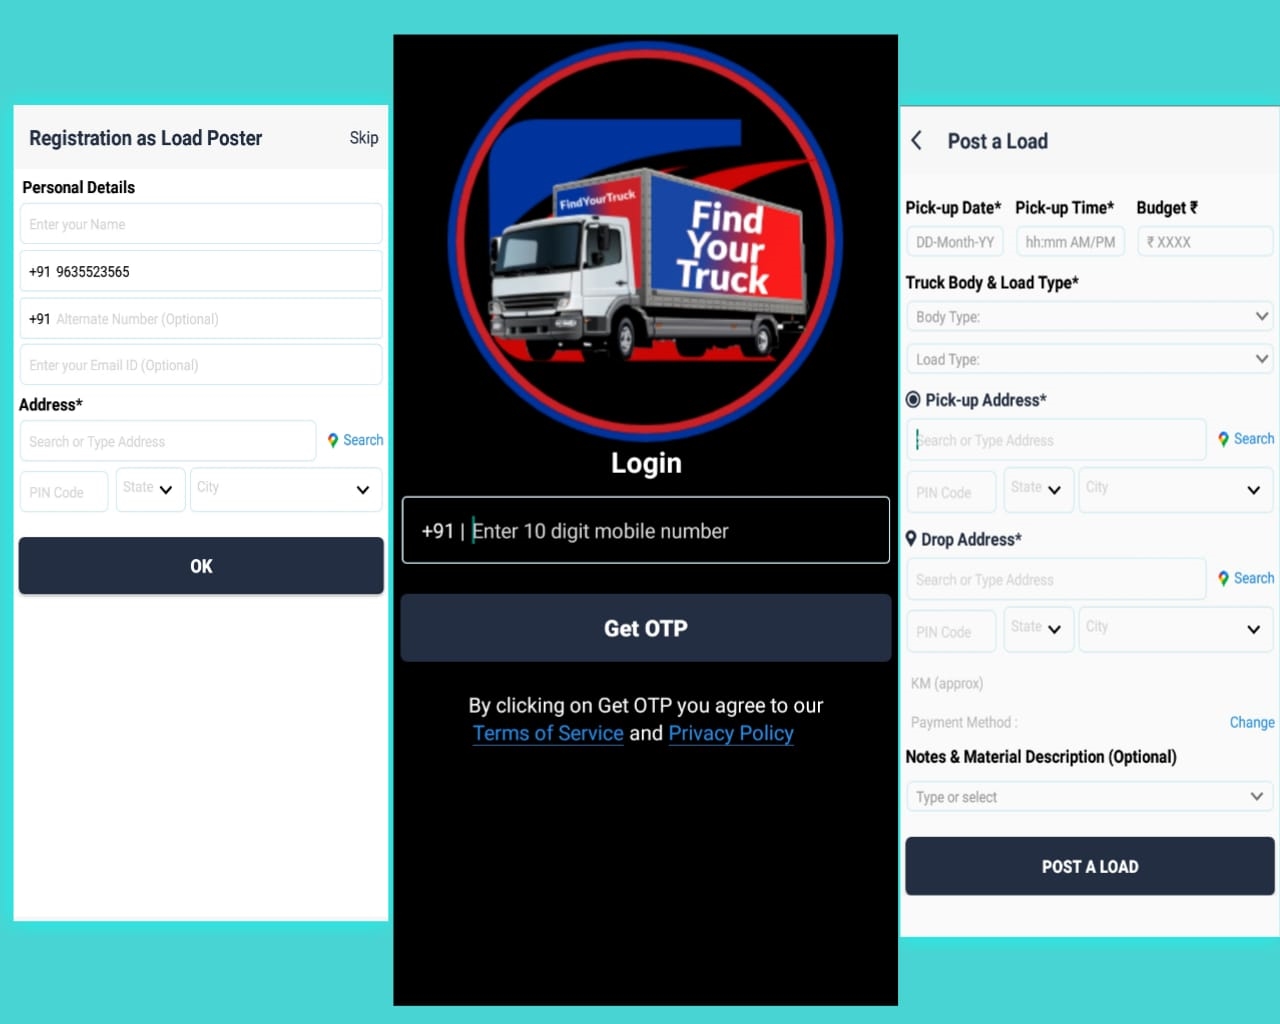 Registration as Load Poster Skip
Personal Details
Enter your Name
+91 9635523565
+91 Alternate Number (Optional)
Enter your Email ID (Optional)
Address*
Search or Type Address Search
PIN Code State City
OK
FindYourTruck
Find
Your
Truck
Login
+91 | Enter 10 digit mobile number
Get OTP
By clicking on Get OTP you agree to our
Terms of Service and Privacy Policy
Post a Load
Pick-up Date* Pick-up Time* Budget ₹
DD-Month-YY hh:mm AM/PM ₹ XXXX
Truck Body & Load Type*
Body Type:
Load Type:
Pick-up Address*
Search or Type Address Search
PIN Code State City
Drop Address*
Search or Type Address Search
PIN Code State City
KM (approx)
Payment Method : Change
Notes & Material Description (Optional)
Type or select
POST A LOAD